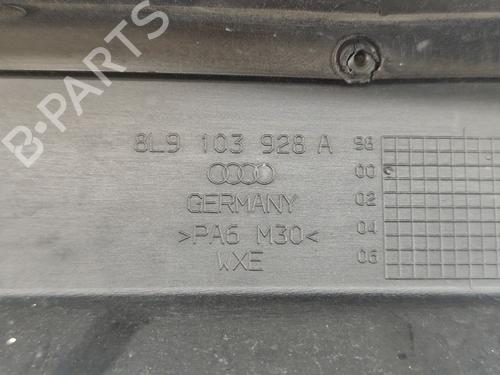 B-PARTS
8L9 103 928 A
GERMANY
>PA6 M30<
WXE
98
00
02
04
06